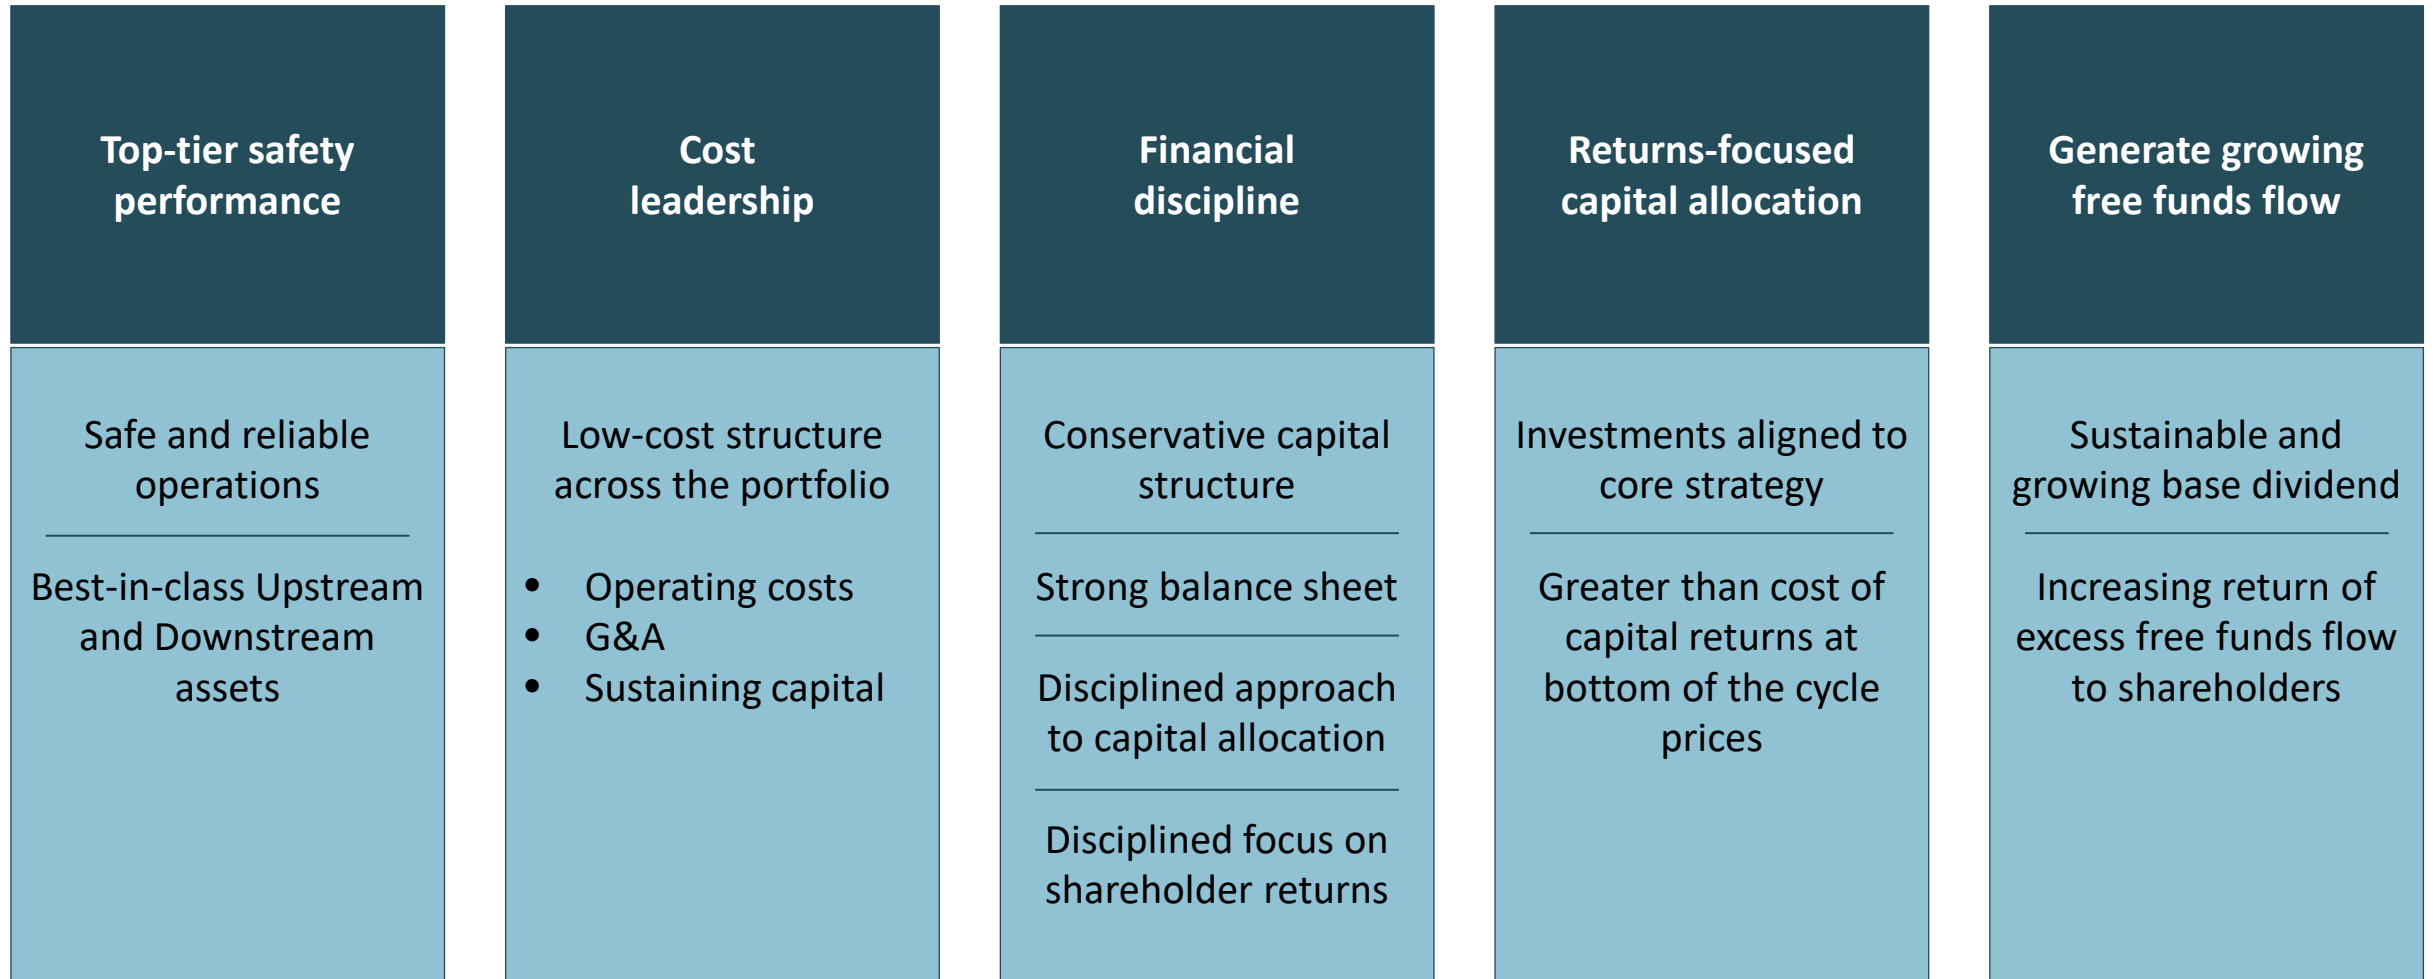 Top-tier safety
performance
Safe and reliable
operations
Best-in-class Upstream
and Downstream
assets
Cost
leadership
Low-cost structure
across the portfolio
• Operating costs
• G&A
• Sustaining capital
Financial
discipline
Conservative capital
structure
Strong balance sheet
Disciplined approach
to capital allocation
Disciplined focus on
shareholder returns
Returns-focused
capital allocation
Investments aligned to
core strategy
Greater than cost of
capital returns at
bottom of the cycle
prices
Generate growing
free funds flow
Sustainable and
growing base dividend
Increasing return of
excess free funds flow
to shareholders